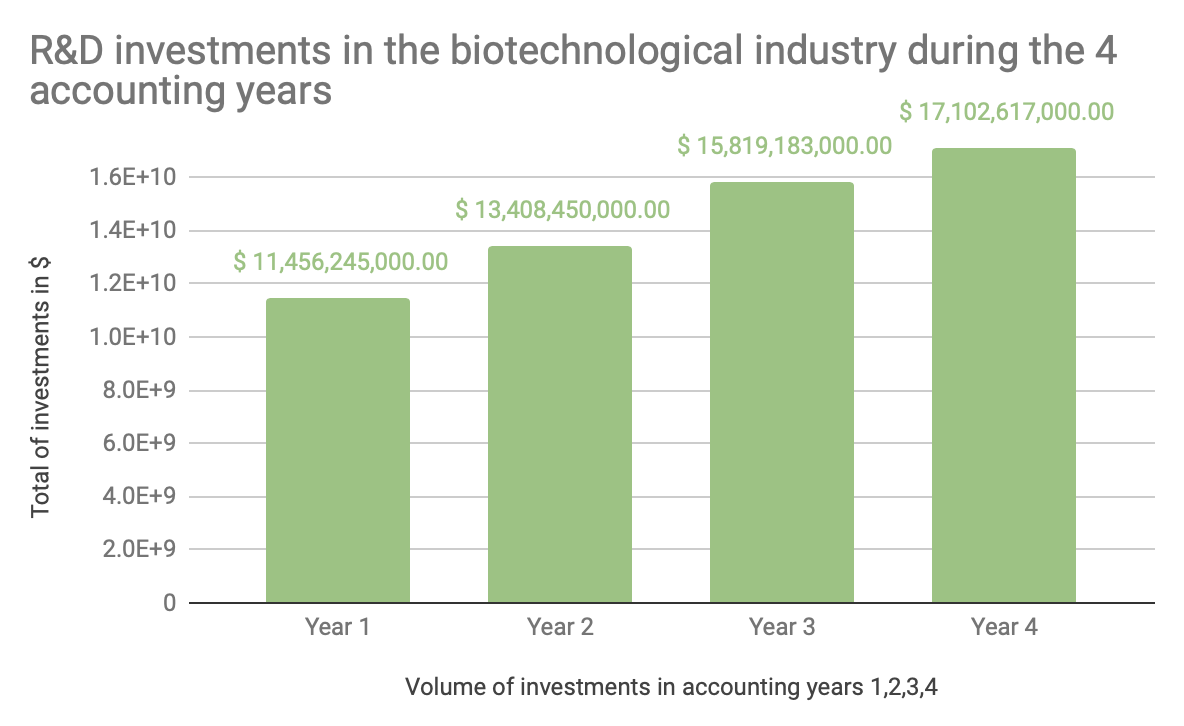 R&D investments in the biotechnological industry during the 4
accounting years
$ 17,102,617,000.00
$ 15,819,183,000.00
$ 13,408,450,000.00
$ 11,456,245,000.00
1.6E+10
1.4E+10
1.2E+10
1.0E+10
8.0E+9
6.0E+9
4.0E+9
2.0E+9
0
Total of investments in $
Year 1
Year 2
Year 3
Year 4
Volume of investments in accounting years 1,2,3,4